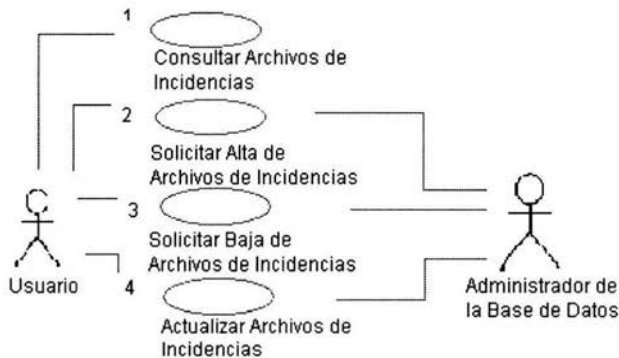 1
Consultar Archivos de
Incidencias
2
Solicitar Alta de
Archivos de Incidencias
3
Solicitar Baja de
Archivos de Incidencias
4
Actualizar Archivos de
Incidencias
Usuario
Administrador de
la Base de Datos